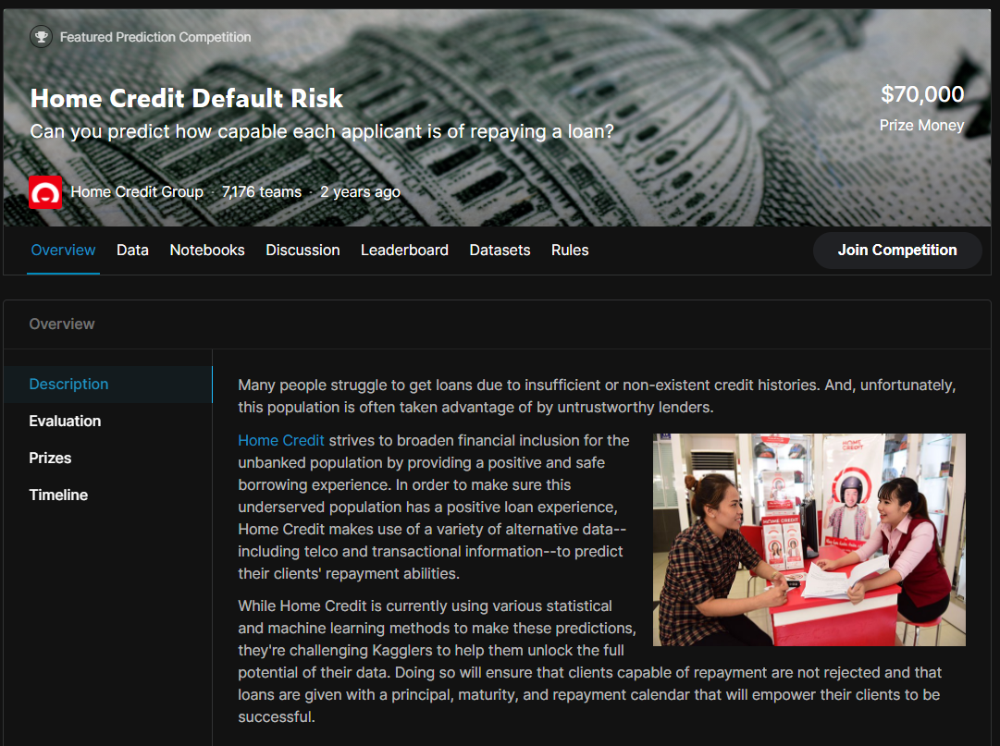 Featured Prediction Competition
Home Credit Default Risk
$70,000
Can you predict how capable each applicant is of repaying a loan?
Prize Money
Home Credit Group · 7,176 teams · 2 years ago
Overview Data Notebooks Discussion Leaderboard Datasets Rules Join Competition
Overview
Description
Evaluation
Prizes
Timeline
Many people struggle to get loans due to insufficient or non-existent credit histories. And, unfortunately,
this population is often taken advantage of by untrustworthy lenders.
Home Credit strives to broaden financial inclusion for the
unbanked population by providing a positive and safe
borrowing experience. In order to make sure this
underserved population has a positive loan experience,
Home Credit makes use of a variety of alternative data--
including telco and transactional information--to predict
their clients' repayment abilities.
HOME
CREDIT
HOME CREDIT
While Home Credit is currently using various statistical
and machine learning methods to make these predictions,
they're challenging Kagglers to help them unlock the full
potential of their data. Doing so will ensure that clients capable of repayment are not rejected and that
loans are given with a principal, maturity, and repayment calendar that will empower their clients to be
successful.